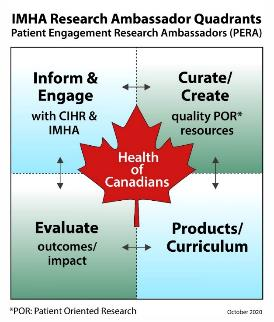 IMHA Research Ambassador Quadrants
Patient Engagement Research Ambassadors (PERA)
Inform &
Engage
with CIHR &
IMHA
Curate/
Create
quality POR*
resources
Health
of
Canadians
Evaluate
outcomes/
impact
Products/
Curriculum
*POR: Patient Oriented Research
October 2020